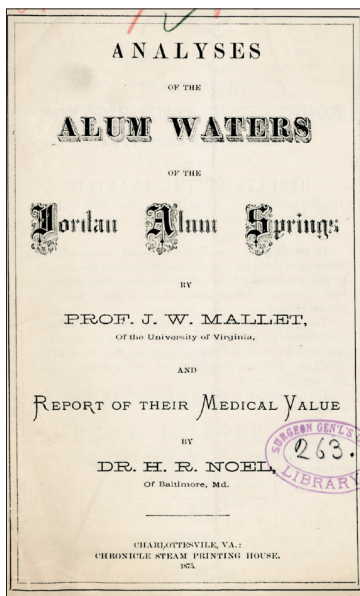 ANALYSES
OF THE
ALUM WATERS
OF THE
Jordan Alum Springs
BY
PROF. J. W. MALLET,
Of the University of Virginia,
AND
REPORT OF THEIR MEDICAL VALUE
BY
DR. H. R. NOEL,
Of Baltimore, Md.
SURGEON GEN'L'S
263.
LIBRARY
CHARLOTTESVILE, VA.:
CHRONICLE STEAM PRINTING HOUSE.
1875.